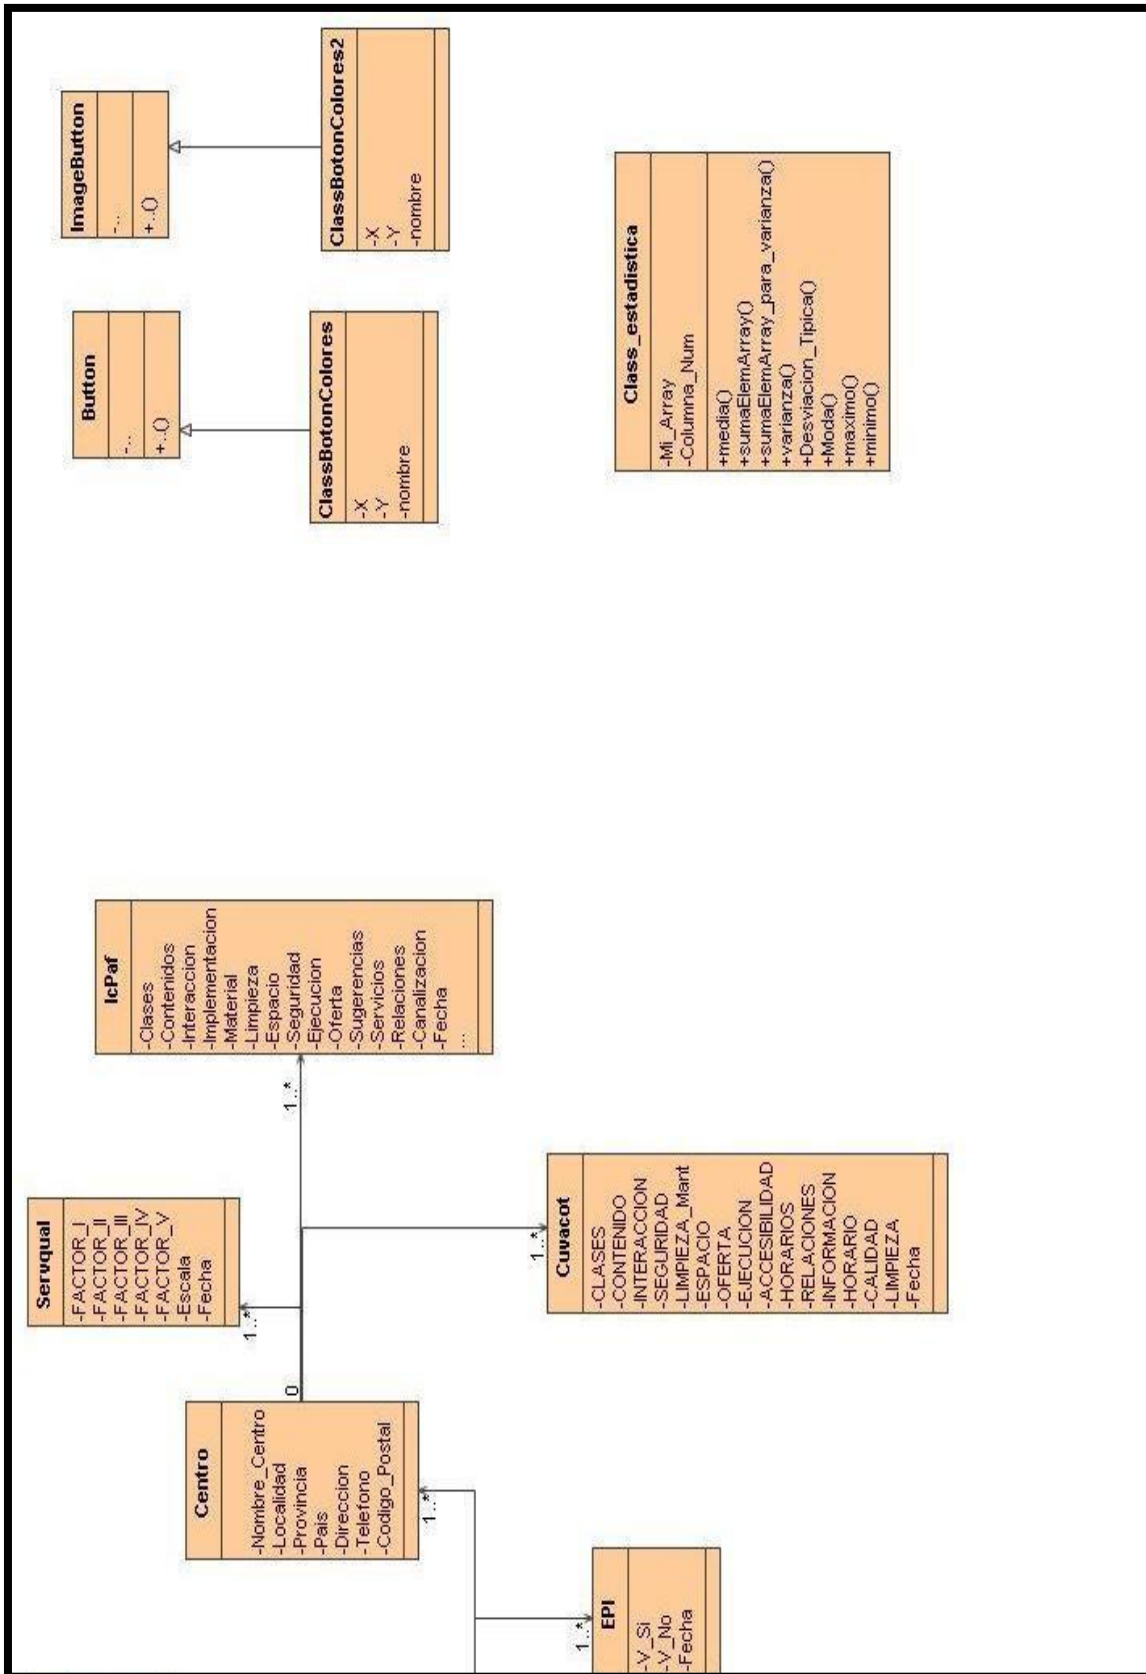 Servqual
-FACTOR_I
-FACTOR_II
-FACTOR_III
-FACTOR_IV
-FACTOR_V
-Escala
-Fecha
1..*
IcPaf
-Clases
-Contenidos
-Interaccion
-Implementacion
-Material
-Limpieza
-Espacio
-Seguridad
-Ejecucion
-Oferta
-Sugerencias
-Servicios
-Relaciones
-Canalizacion
-Fecha
...
1..*
Button
-..
+..()
ImageButton
-..
+..()
Centro
-Nombre_Centro
-Localidad
-Provincia
-Pais
-Direccion
-Telefono
-Codigo_Postal
0
1..*
ClassBotonColores
-X
-Y
-nombre
ClassBotonColores2
-X
-Y
-nombre
Cuvacot
-CLASES
-CONTENIDO
-INTERACCION
-SEGURIDAD
-LIMPIEZA_Mant
-ESPACIO
-OFERTA
-EJECUCION
-ACCESIBILIDAD
-HORARIOS
-RELACIONES
-INFORMACION
-HORARIO
-CALIDAD
-LIMPIEZA
-Fecha
1..*
EPI
-V_Si
-V_No
-Fecha
1..*
Class_estadistica
-Mi_Array
-Columna_Num
+media()
+sumaElemArray()
+sumaElemArray_para_varianza()
+varianza()
+Desviacion_Tipica()
+Moda()
+maximo()
+minimo()